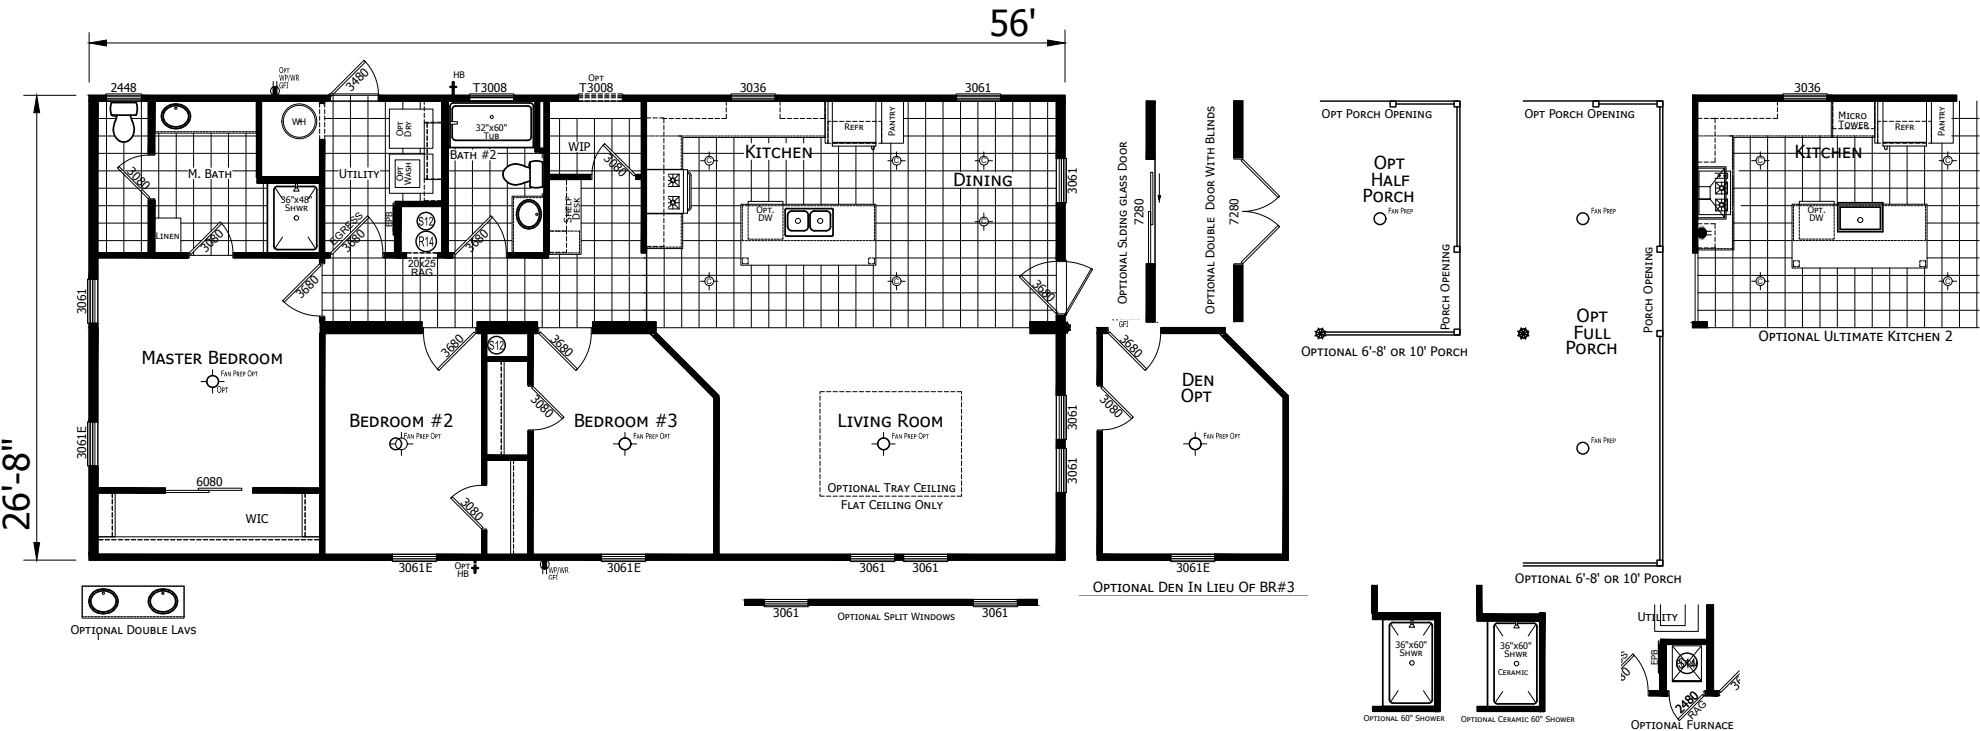 56'
26'-8"
2448
Opt
WP/WR
GFI
3480
HB
T3008
Opt
T3008
3036
3061
WH
Opt
Dry
32"x60"
Tub
Bath #2
WIP
3080
Kitchen
Refr
Pantry
Dining
3061
3080
M. Bath
36"x48"
Shwr
Utility
Opt
Wash
Linen
3080
Egress
3680
EPB
S12
R14
20x25
RAG
3680
Shelf
Desk
Opt.
DW
3680
3061
3680
Master Bedroom
Fan Prep Opt
Opt
3061E
6080
WIC
3680
S12
3680
3080
Bedroom #2
Fan Prep Opt
3080
Bedroom #3
Fan Prep Opt
Living Room
Fan Prep Opt
Optional Tray Ceiling
Flat Ceiling Only
3061
3061
3061E
Opt
HB
WP/WR
GFI
3061E
3061
3061
Optional Double Lavs
3061
Optional Split Windows
3061
Optional Sliding glass Door
7280
Optional Double Door With Blinds
7280
GFI
3680
3080
Den
Opt
Fan Prep Opt
3061E
Optional Den In Lieu Of BR#3
Opt Porch Opening
Opt
Half
Porch
Fan Prep
Porch Opening
Optional 6'-8' or 10' Porch
Opt Porch Opening
Fan Prep
Porch Opening
Opt
Full
Porch
Fan Prep
Optional 6'-8' or 10' Porch
3036
Micro
Tower
Refr
Pantry
Kitchen
Opt.
DW
Optional Ultimate Kitchen 2
36"x60"
Shwr
Optional 60" Shower
36"x60"
Shwr
Ceramic
Optional Ceramic 60" Shower
Utility
EPB
2480
RAG
Optional Furnace